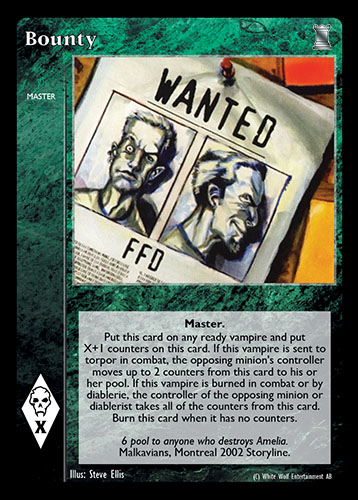 Bounty
MASTER
WANTED
FFD
Master.
Put this card on any ready vampire and put
X+1 counters on this card. If this vampire is sent to
torpor in combat, the opposing minion's controller
moves up to 2 counters from this card to his or
her pool. If this vampire is burned in combat or by
diablerie, the controller of the opposing minion or
diablerist takes all of the counters from this card.
Burn this card when it has no counters.
6 pool to anyone who destroys Amelia.
Malkavians, Montreal 2002 Storyline.
X
Illus: Steve Ellis
(C) White Wolf Entertainment AB